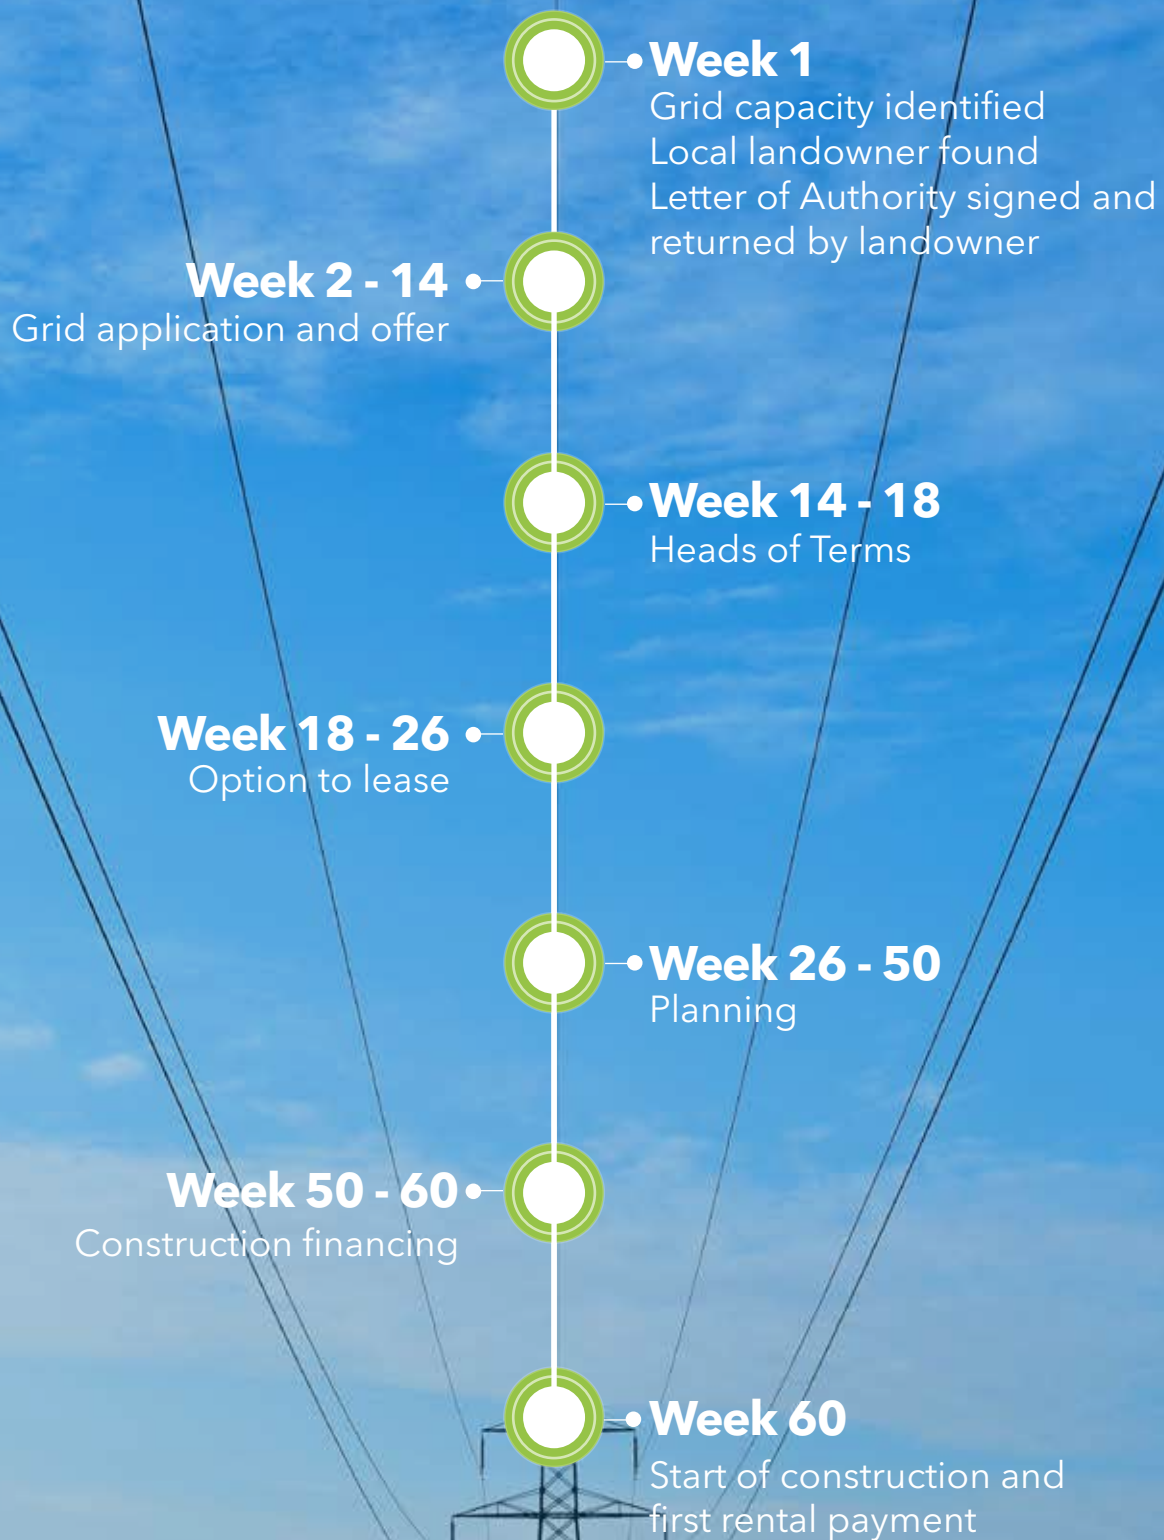 Week 1
Grid capacity identified
Local landowner found
Letter of Authority signed and
returned by landowner
Week 2 - 14
Grid application and offer
Week 14 - 18
Heads of Terms
Week 18 - 26
Option to lease
Week 26 - 50
Planning
Week 50 - 60
Construction financing
Week 60
Start of construction and
first rental payment